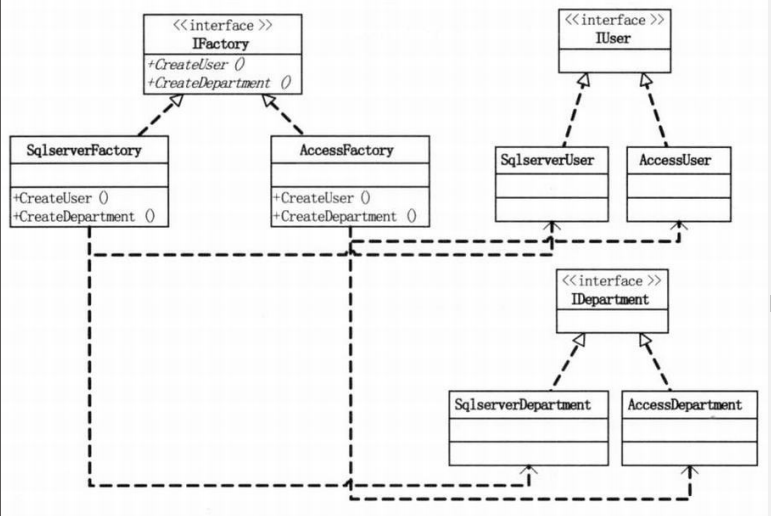 <<interface >>
IFactory
+CreateUser ()
+CreateDepartment ()
<<interface >>
IUser
SqlserverFactory
+CreateUser ()
+CreateDepartment ()
AccessFactory
+CreateUser ()
+CreateDepartment ()
SqlserverUser
AccessUser
<<interface >>
IDepartment
SqlserverDepartment
AccessDepartment